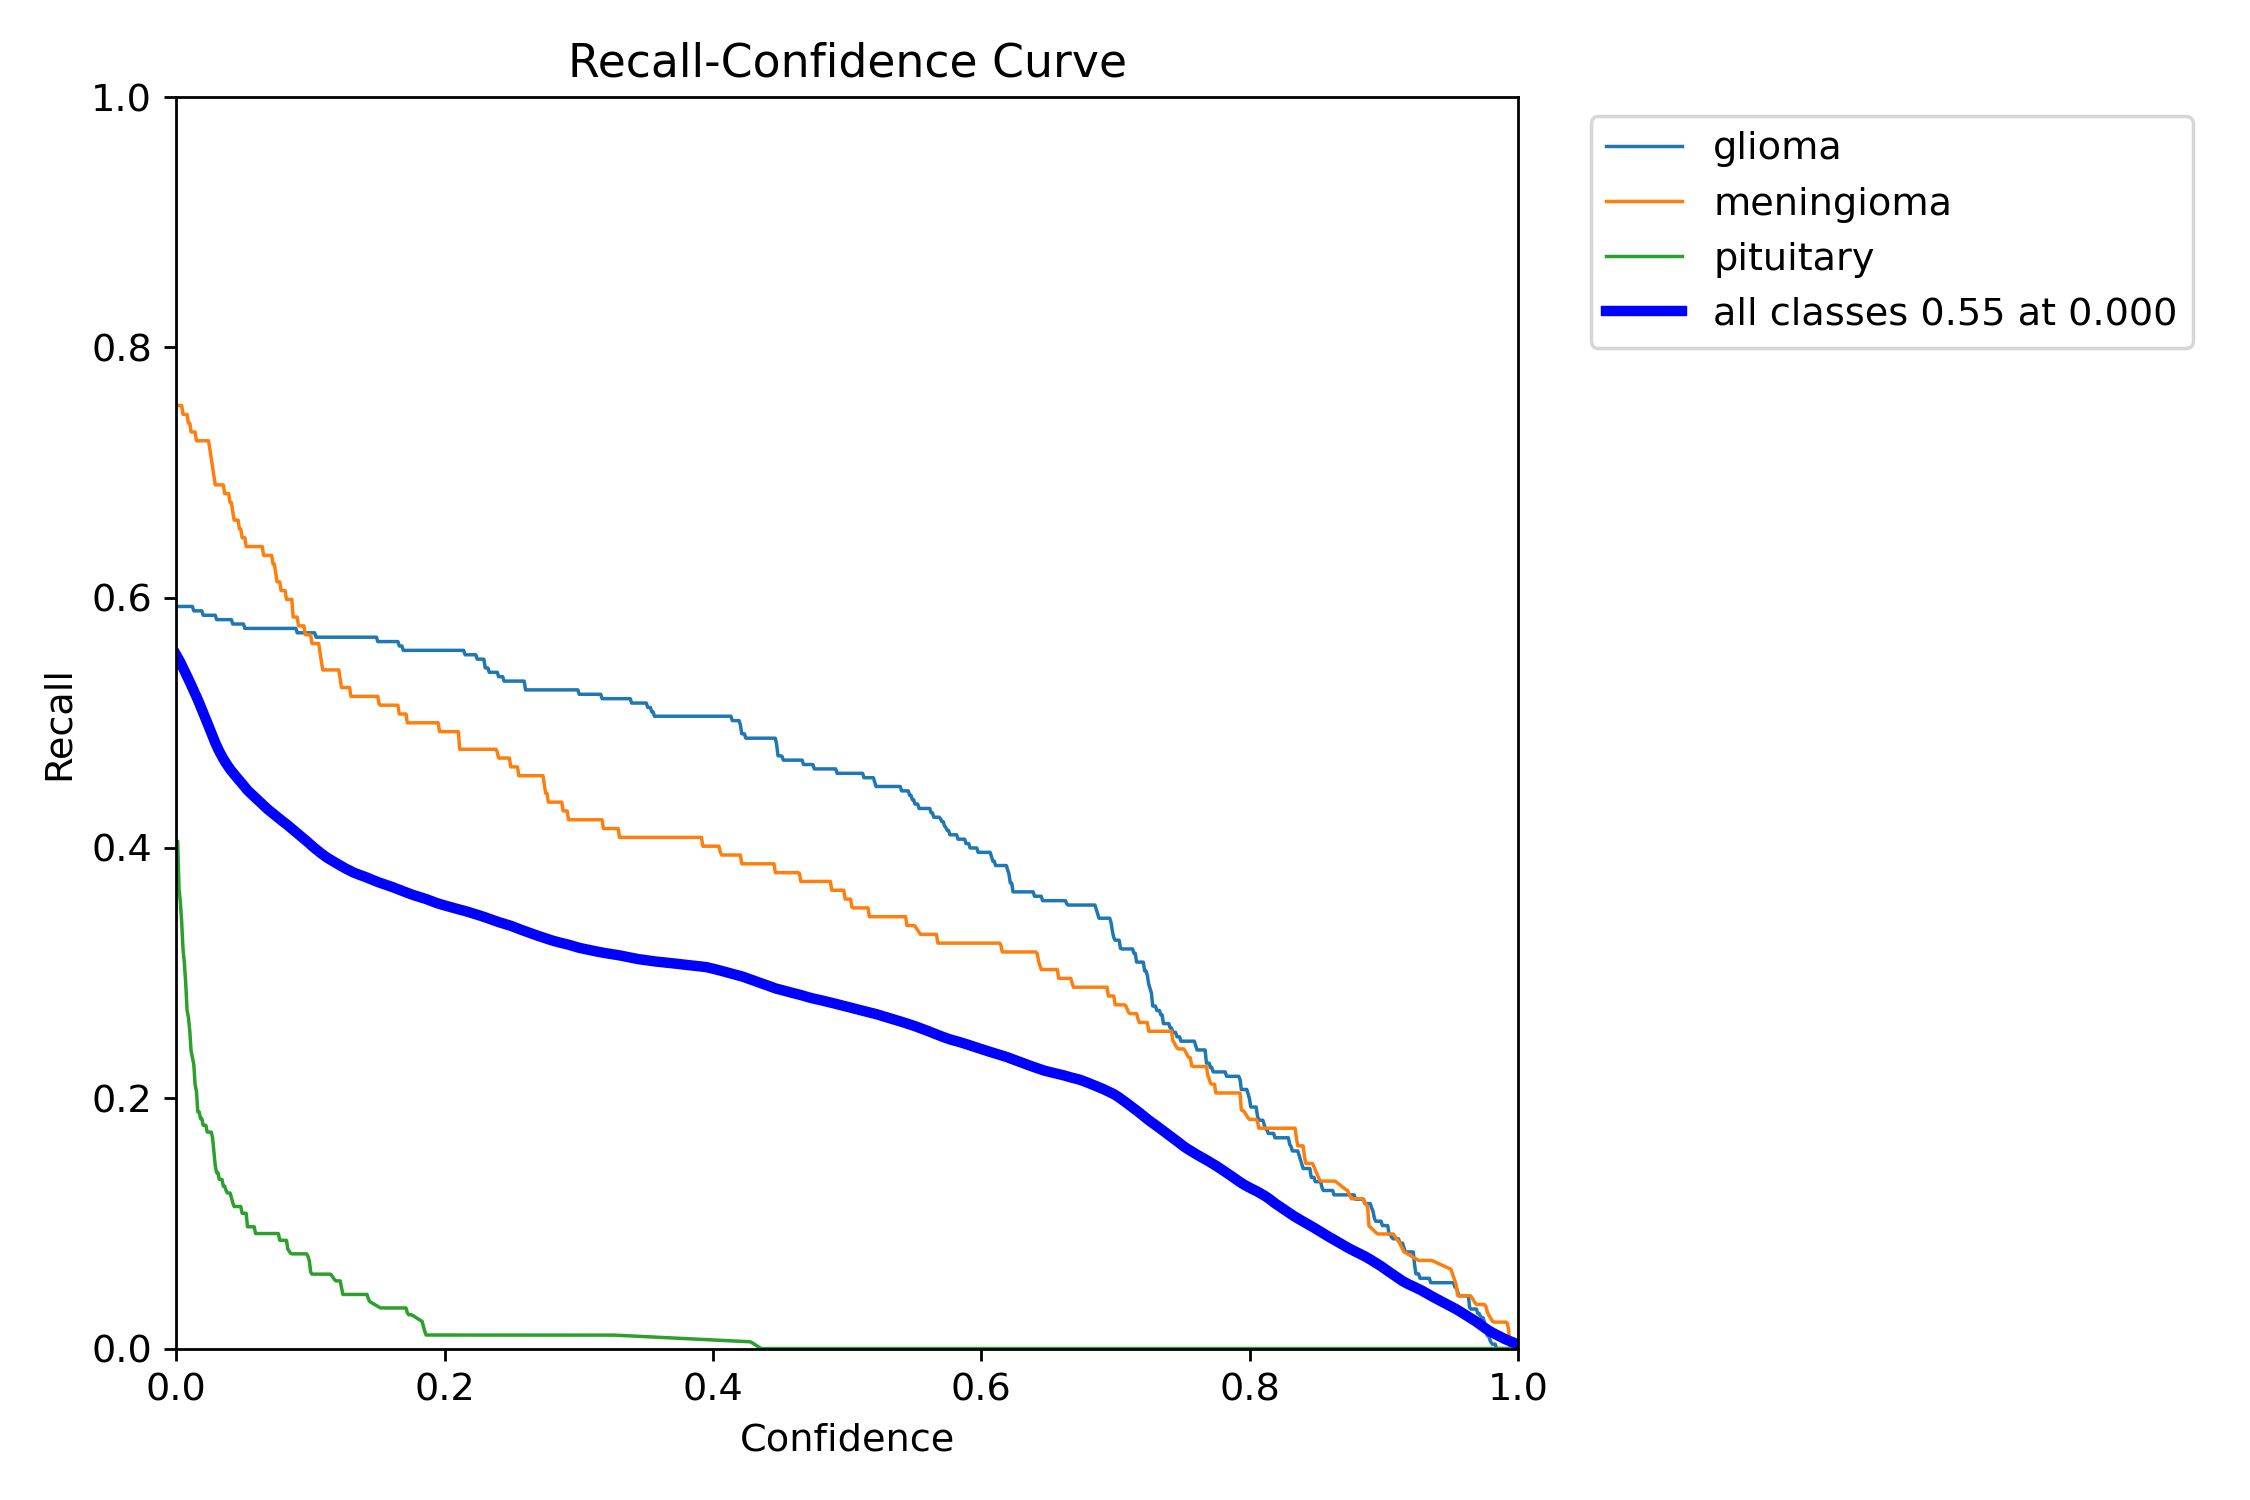 Recall-Confidence Curve
1.0
0.8
0.6
0.4
0.2
0.0
Recall
0.0 0.2 0.4 0.6 0.8 1.0
Confidence
glioma
meningioma
pituitary
all classes 0.55 at 0.000